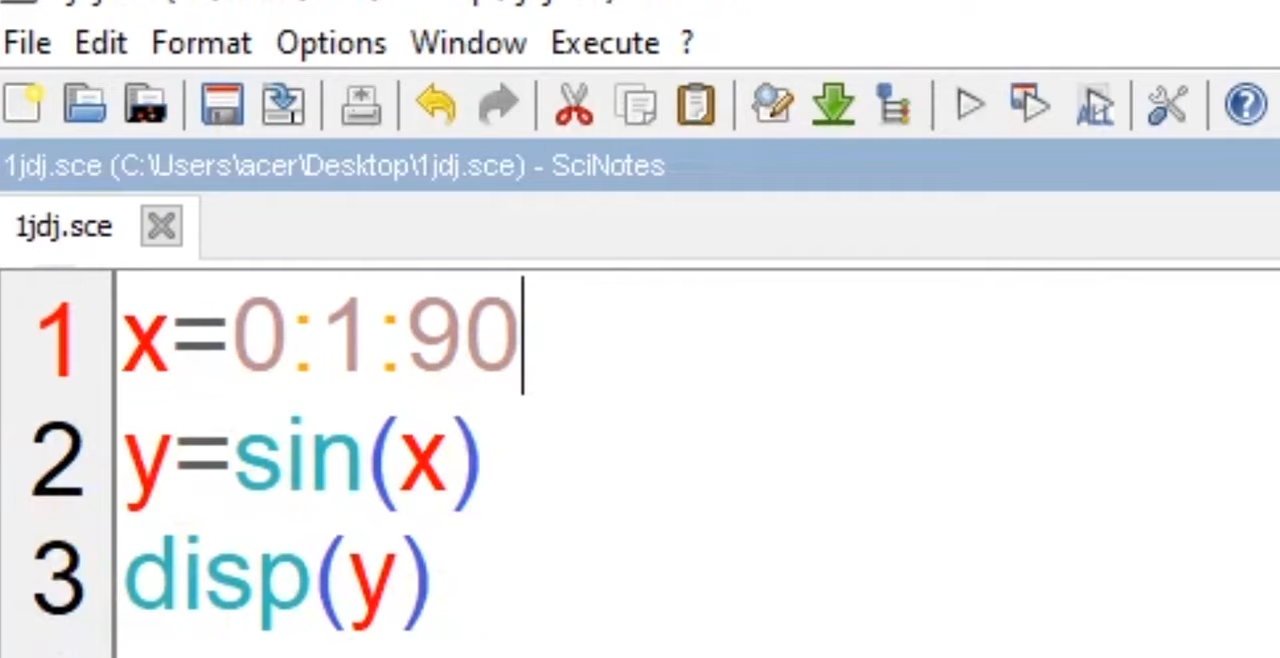 File Edit Format Options Window Execute ?
1jdj.sce (C:\Users\acer\Desktop\1jdj.sce) - SciNotes
1jdj.sce
1 x=0:1:90
2 y=sin(x)
3 disp(y)